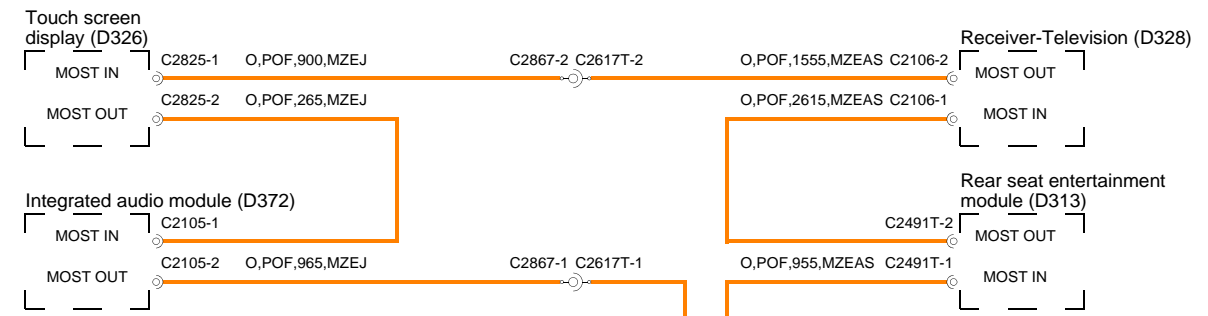 Touch screen
display (D326)
MOST IN
C2825-1 O,POF,900,MZEJ C2867-2 C2617T-2 O,POF,1555,MZEAS C2106-2
Receiver-Television (D328)
MOST OUT
MOST OUT
C2825-2 O,POF,265,MZEJ
O,POF,2615,MZEAS C2106-1
MOST IN
Integrated audio module (D372)
MOST IN
C2105-1
Rear seat entertainment
module (D313)
C2491T-2
MOST OUT
MOST OUT
C2105-2 O,POF,965,MZEJ C2867-1 C2617T-1 O,POF,955,MZEAS C2491T-1
MOST IN